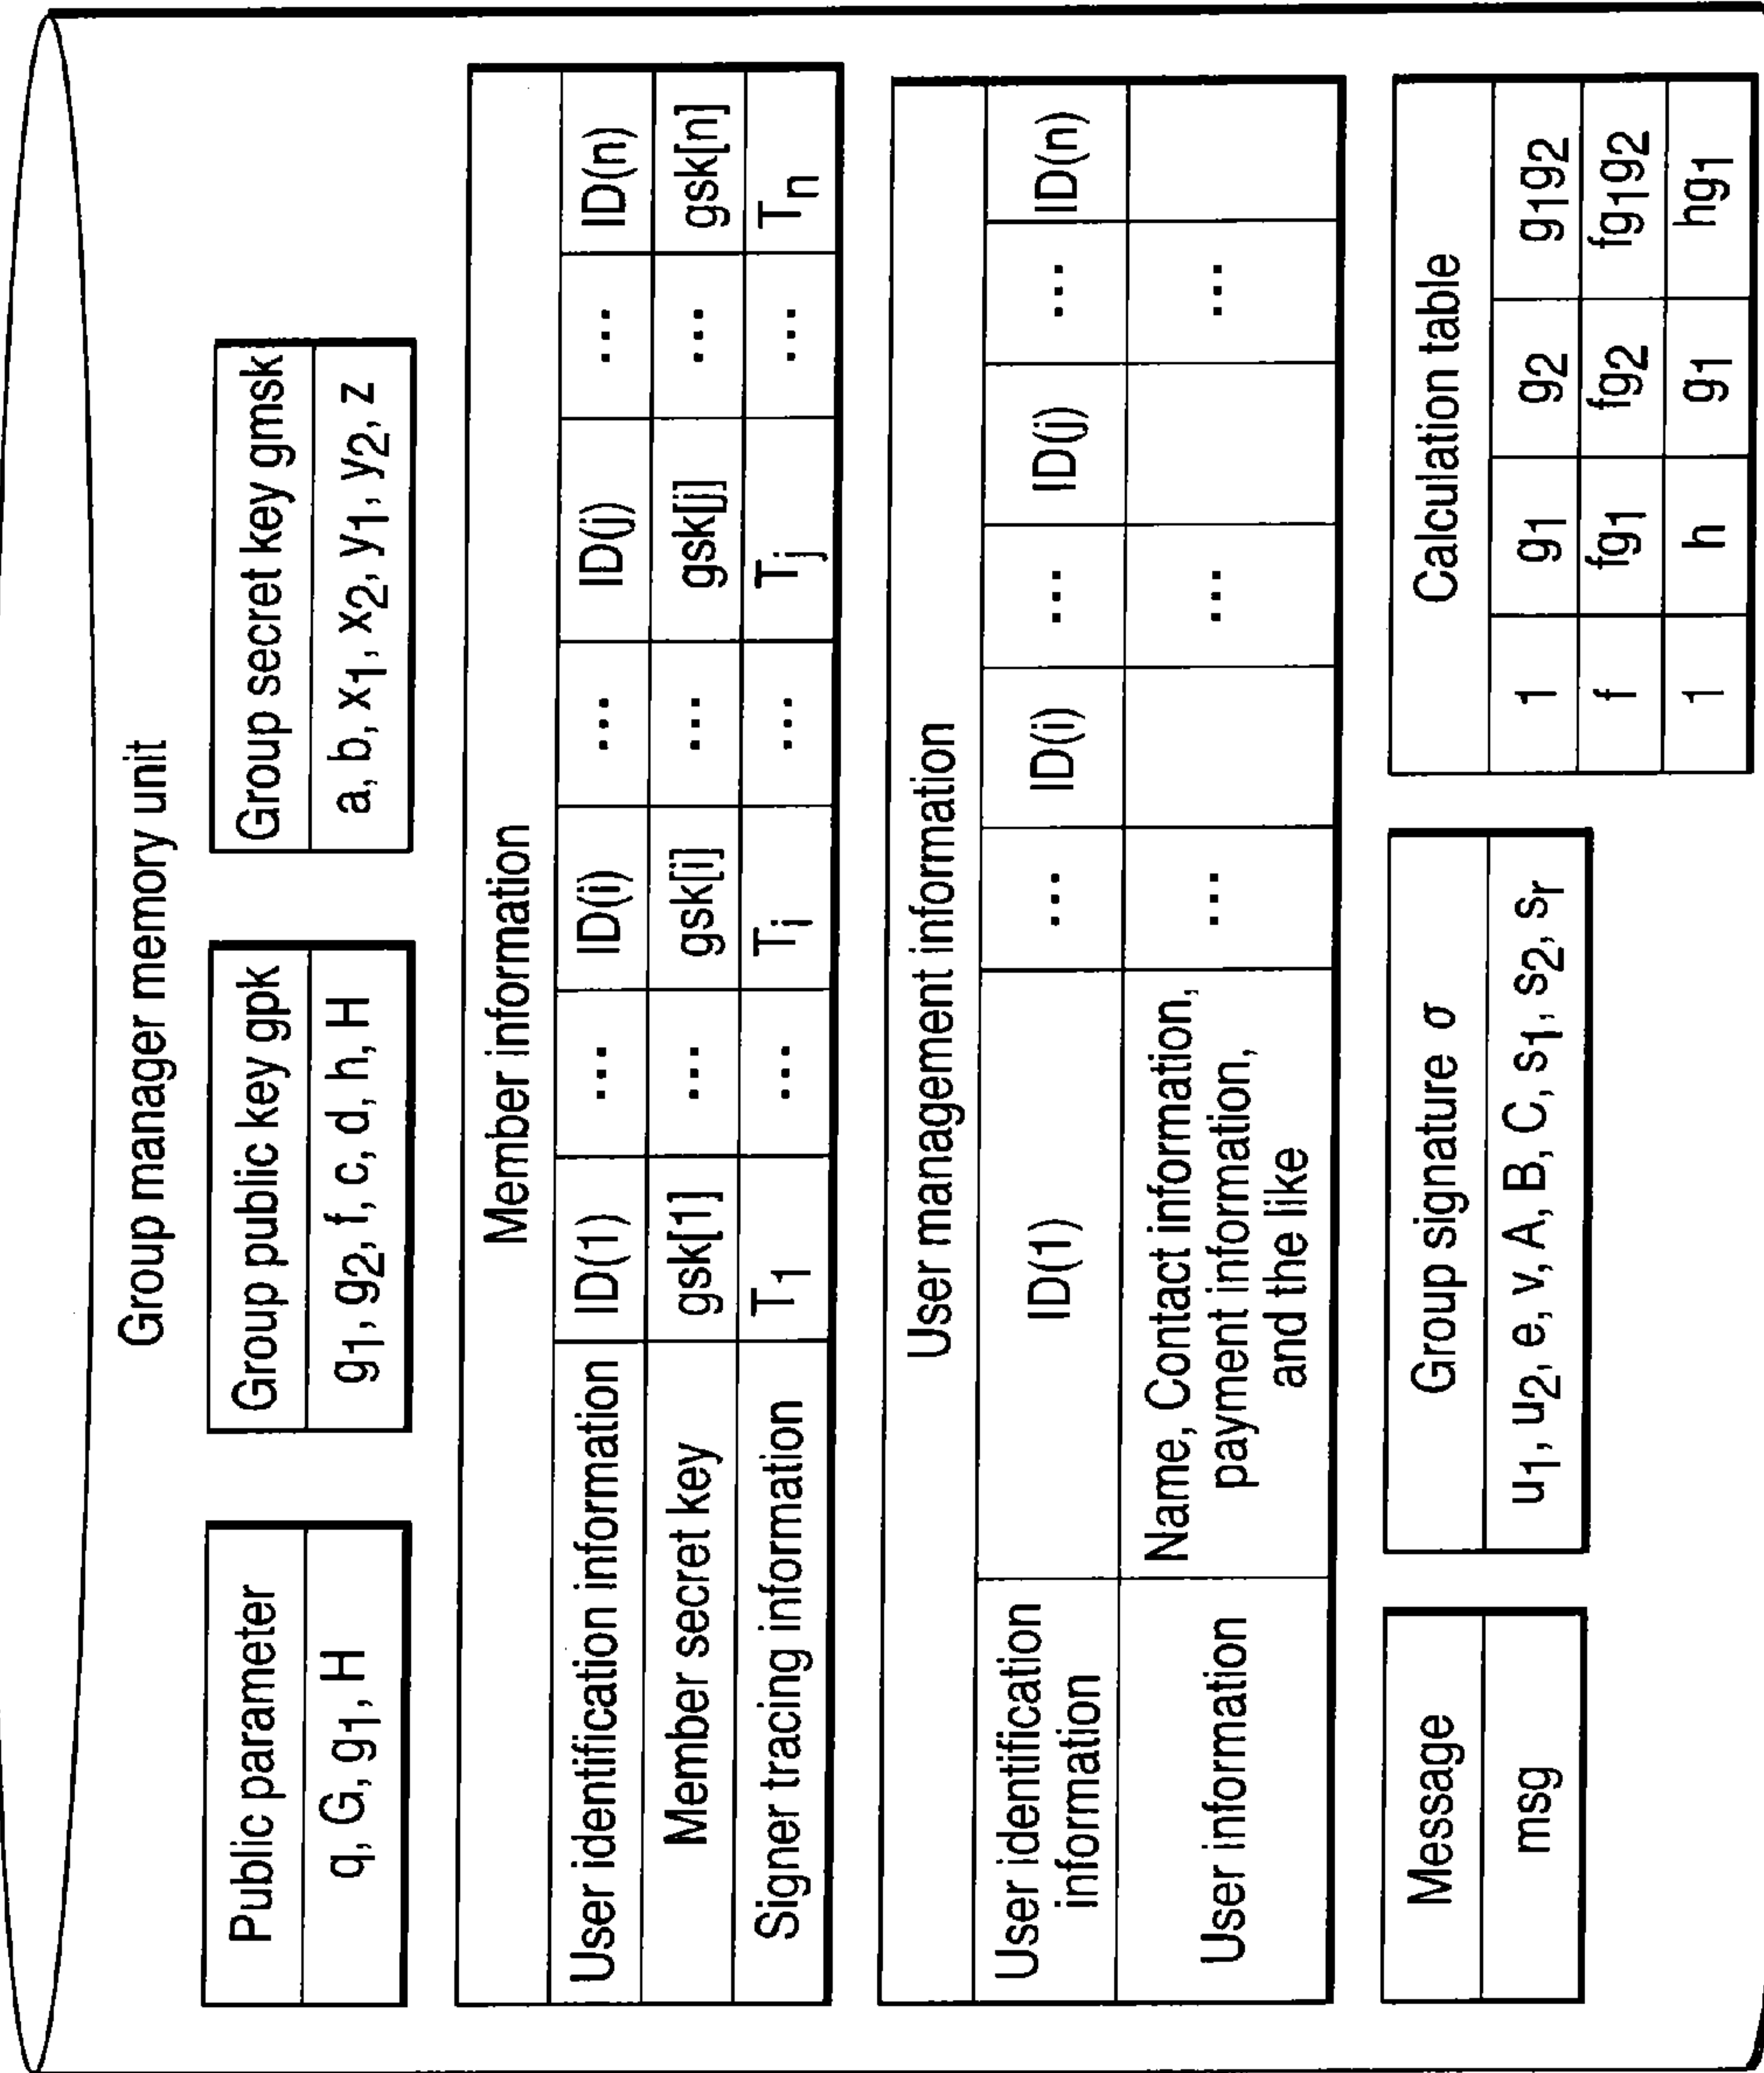 Group manager memory unit
Public parameter
q, G, g₁, H
Group public key gpk
g₁, g₂, f, c, d, h, H
Group secret key gmsk
a, b, x₁, x₂, y₁, y₂, z
Member information
User identification information ID(1) ... ID(i) ... ID(j) ... ID(n)
Member secret key gsk[1] ... gsk[i] ... gsk[j] ... gsk[n]
Signer tracing information T₁ ... Tᵢ ... Tⱼ ... Tₙ
User management information
User identification
information
ID(1) ... ID(i) ... ID(j) ... ID(n)
User information
Name, Contact information,
payment information,
and the like
... ... ...
Message
msg
Group signature σ
u₁, u₂, e, v, A, B, C, s₁, s₂, sᵣ
Calculation table
1 g₁ g₂ g₁g₂
f fg₁ fg₂ fg₁g₂
1 h g₁ hg₁